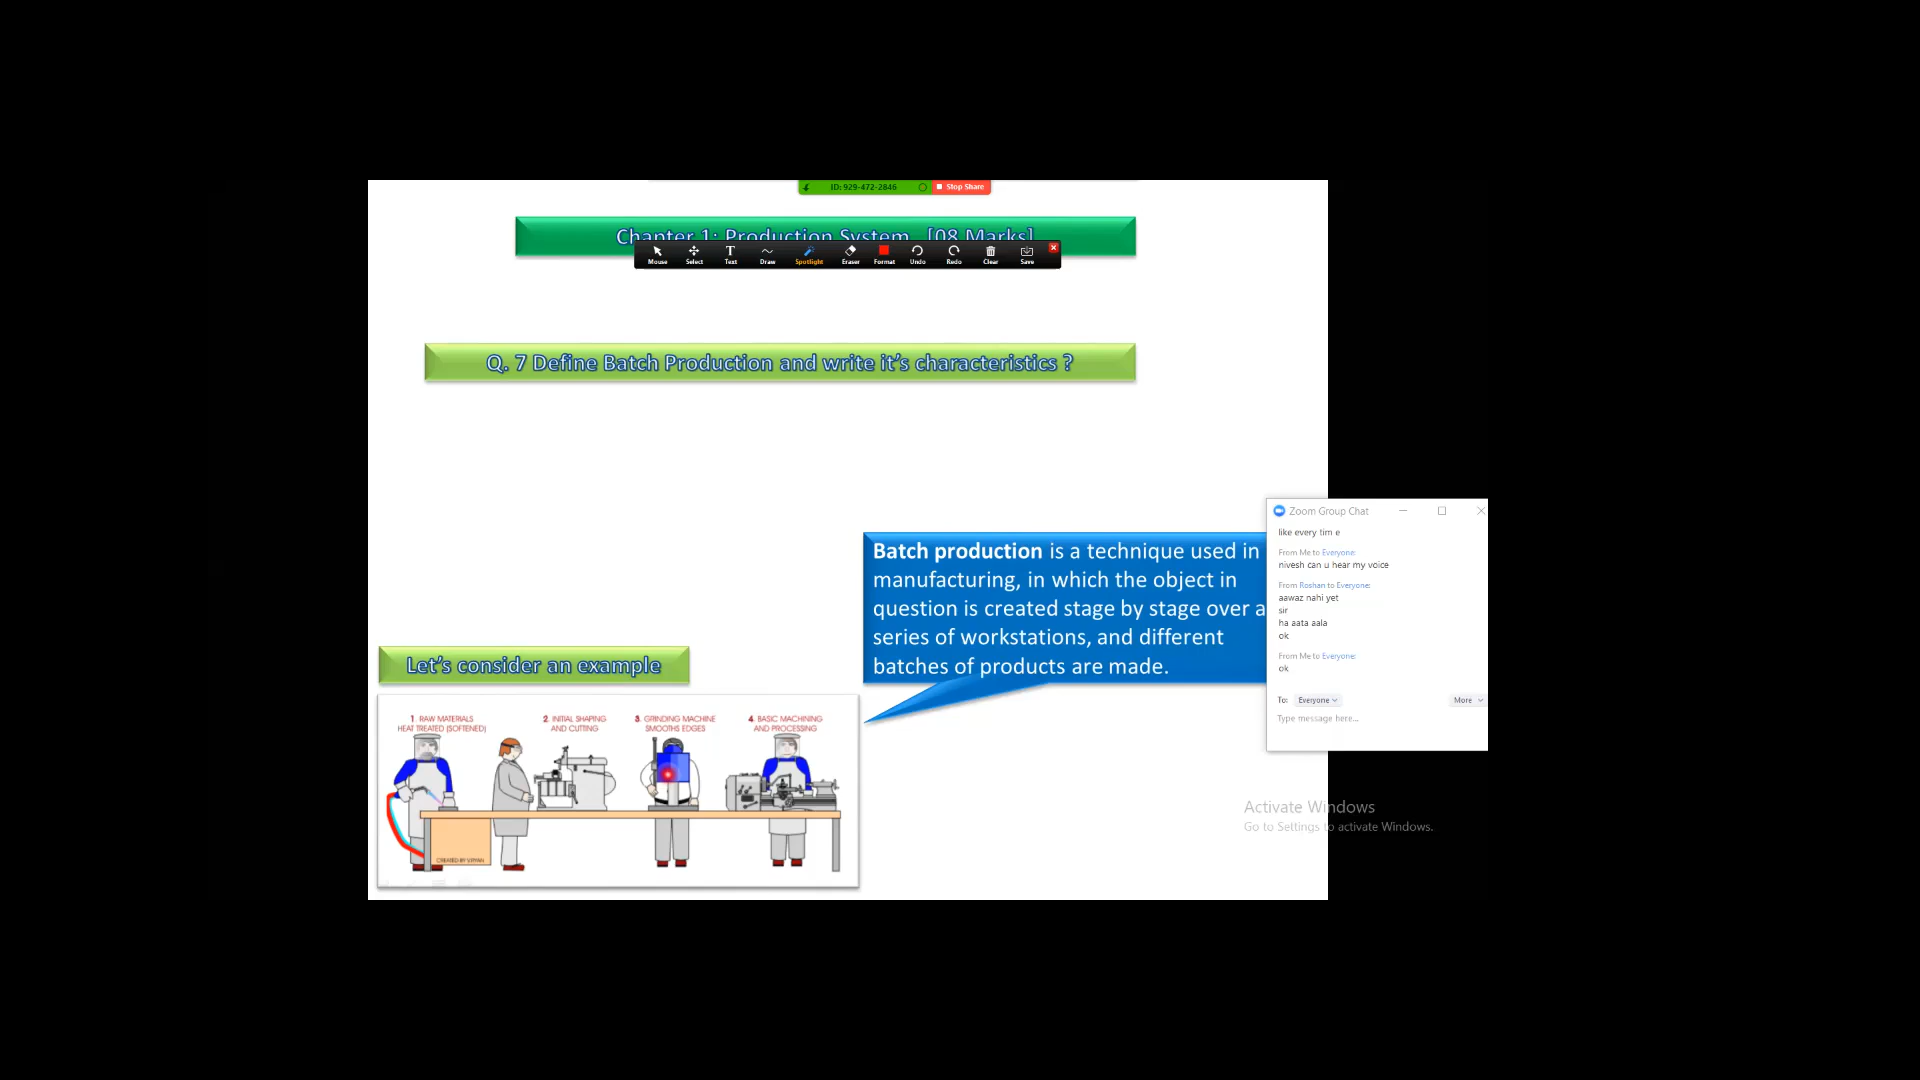 ID: 929-472-2846
Stop Share
Chapter 1: Production System [08 Marks]
Mouse Select Text Draw Spotlight Eraser Format Undo Redo Clear Save
Q. 7 Define Batch Production and write it's characteristics ?
Batch production is a technique used in
manufacturing, in which the object in
question is created stage by stage over a
series of workstations, and different
batches of products are made.
Let's consider an example
1. RAW MATERIALS
HEAT TREATED (SOFTENED)
2. INITIAL SHAPING
AND CUTTING
3. GRINDING MACHINE
SMOOTHS EDGES
4. BASIC MACHINING
AND PROCESSING
CREATED BY V.RYAN
Zoom Group Chat
like every tim e
From Me to Everyone:
nivesh can u hear my voice
From Roshan to Everyone:
aawaz nahi yet
sir
ha aata aala
ok
From Me to Everyone:
ok
To: Everyone
More
Type message here...
Activate Windows
Go to Settings to activate Windows.